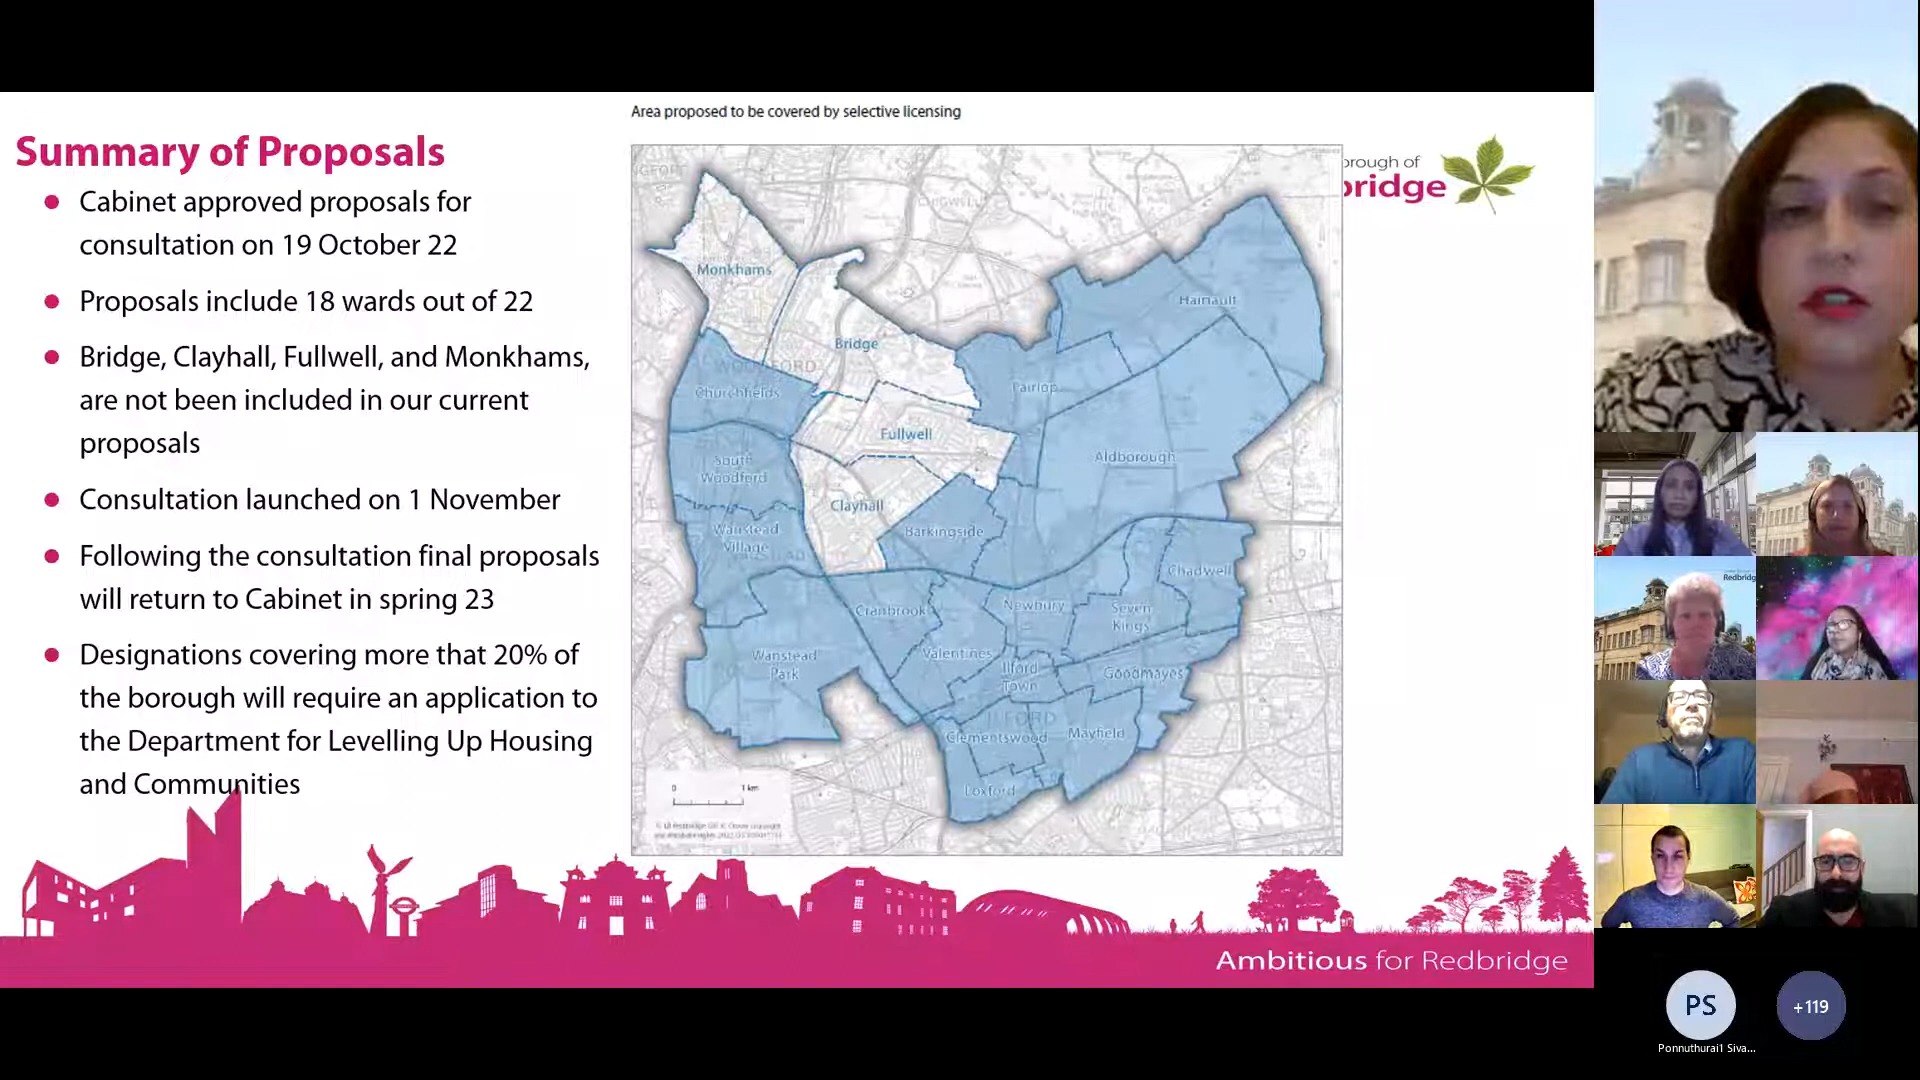 Area proposed to be covered by selective licensing
Summary of Proposals
Cabinet approved proposals for
consultation on 19 October 22
Proposals include 18 wards out of 22
Bridge, Clayhall, Fullwell, and Monkhams,
are not been included in our current
proposals
Consultation launched on 1 November
Following the consultation final proposals
will return to Cabinet in spring 23
Designations covering more that 20% of
the borough will require an application to
the Department for Levelling Up Housing
and Communities
Monkhams
Hainault
Bridge
WOODFORD
Churchfields
Fairlop
Fullwell
Aldborough
South
Woodford
Clayhall
Barkingside
Wanstead
Village
Chadwell
Cranbrook
Newbury
Seven
Kings
Valentines
Wanstead
Park
Ilford
Town
Goodmayes
ILFORD
Clementswood
Mayfield
Loxford
0 1 km
orough of
bridge
Ambitious for Redbridge
Redbridg
PS
+119
Ponnuthurai1 Siva...